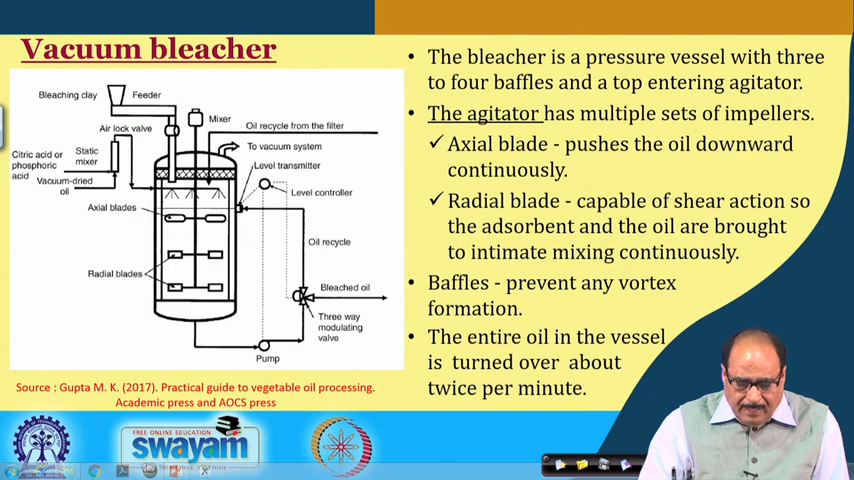 Vacuum bleacher
Bleaching clay
Feeder
Mixer
Air lock valve
Oil recycle from the filter
Citric acid or
phosphoric
acid
Static
mixer
To vacuum system
Level transmitter
Vacuum-dried
oil
Level controller
Axial blades
Oil recycle
Radial blades
Bleached oil
Three way
modulating
valve
Pump
Source : Gupta M. K. (2017). Practical guide to vegetable oil processing.
Academic press and AOCS press
• The bleacher is a pressure vessel with three
to four baffles and a top entering agitator.
• The agitator has multiple sets of impellers.
✓ Axial blade - pushes the oil downward
continuously.
✓ Radial blade - capable of shear action so
the adsorbent and the oil are brought
to intimate mixing continuously.
• Baffles - prevent any vortex
formation.
• The entire oil in the vessel
is turned over about
twice per minute.
FREE ONLINE EDUCATION
swayam